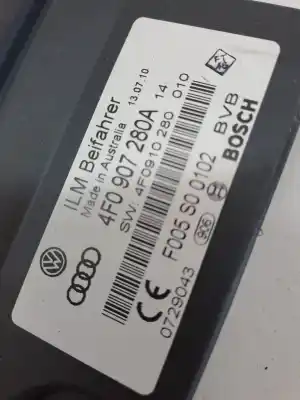 ILM Beifahrer
Made in Australia 13.07.10
4F0 907 280A 14
SW: 4F0910 280 010
F005 S0 0102 BVB
0729043 BOSCH